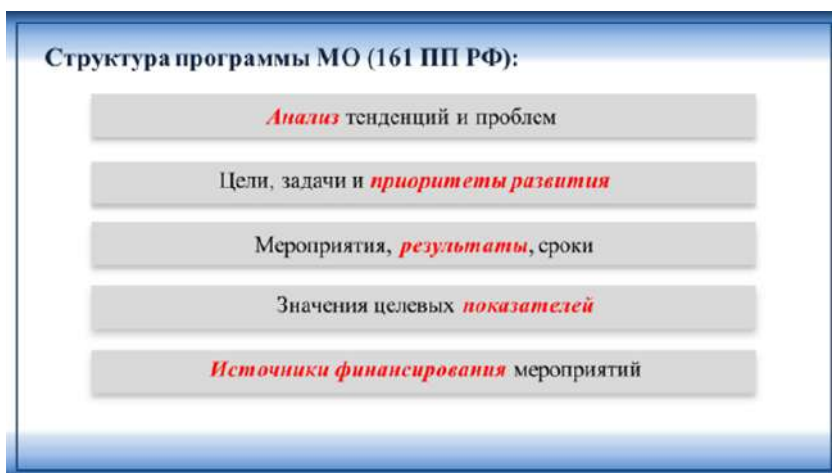 Структура программы МО (161 ПП РФ):
Анализ тенденций и проблем
Цели, задачи и приоритеты развития
Мероприятия, результаты, сроки
Значения целевых показателей
Источники финансирования мероприятий